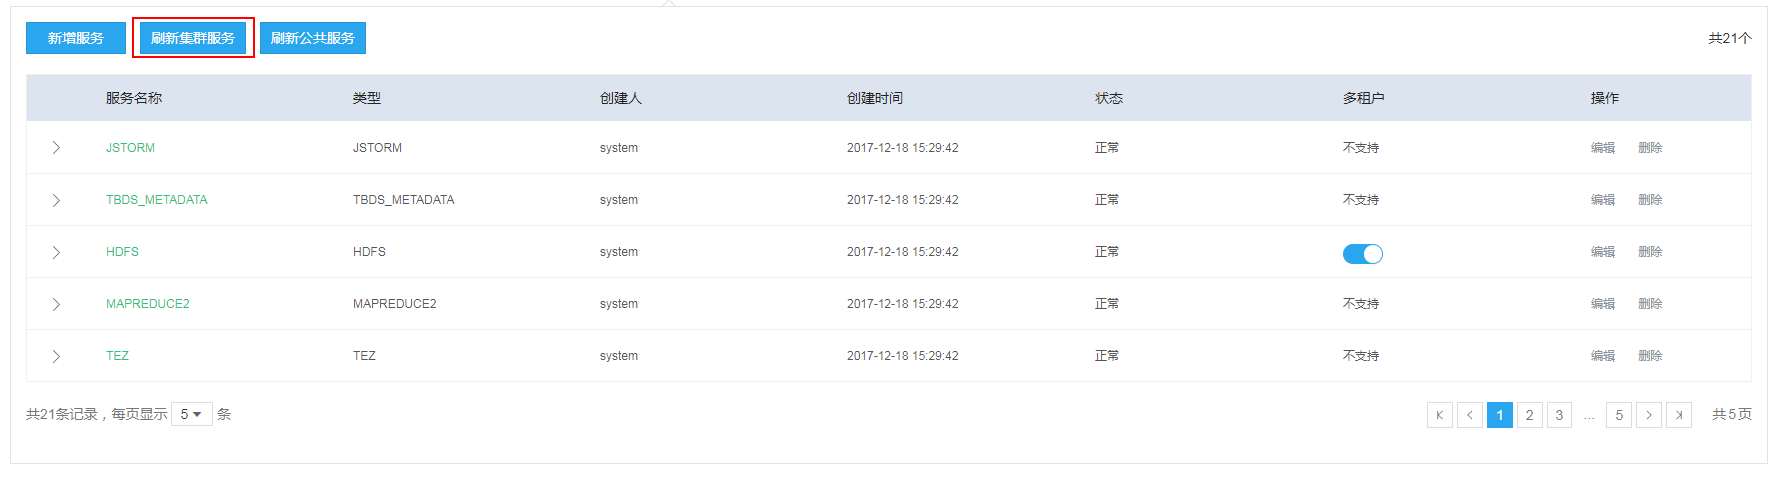 新增服务 刷新集群服务 刷新公共服务 共21个
服务名称 类型 创建人 创建时间 状态 多租户 操作
JSTORM JSTORM system 2017-12-18 15:29:42 正常 不支持 编辑 删除
TBDS_METADATA TBDS_METADATA system 2017-12-18 15:29:42 正常 不支持 编辑 删除
HDFS HDFS system 2017-12-18 15:29:42 正常 编辑 删除
MAPREDUCE2 MAPREDUCE2 system 2017-12-18 15:29:42 正常 不支持 编辑 删除
TEZ TEZ system 2017-12-18 15:29:42 正常 不支持 编辑 删除
共21条记录，每页显示 5 条 1 2 3 ... 5 共5页